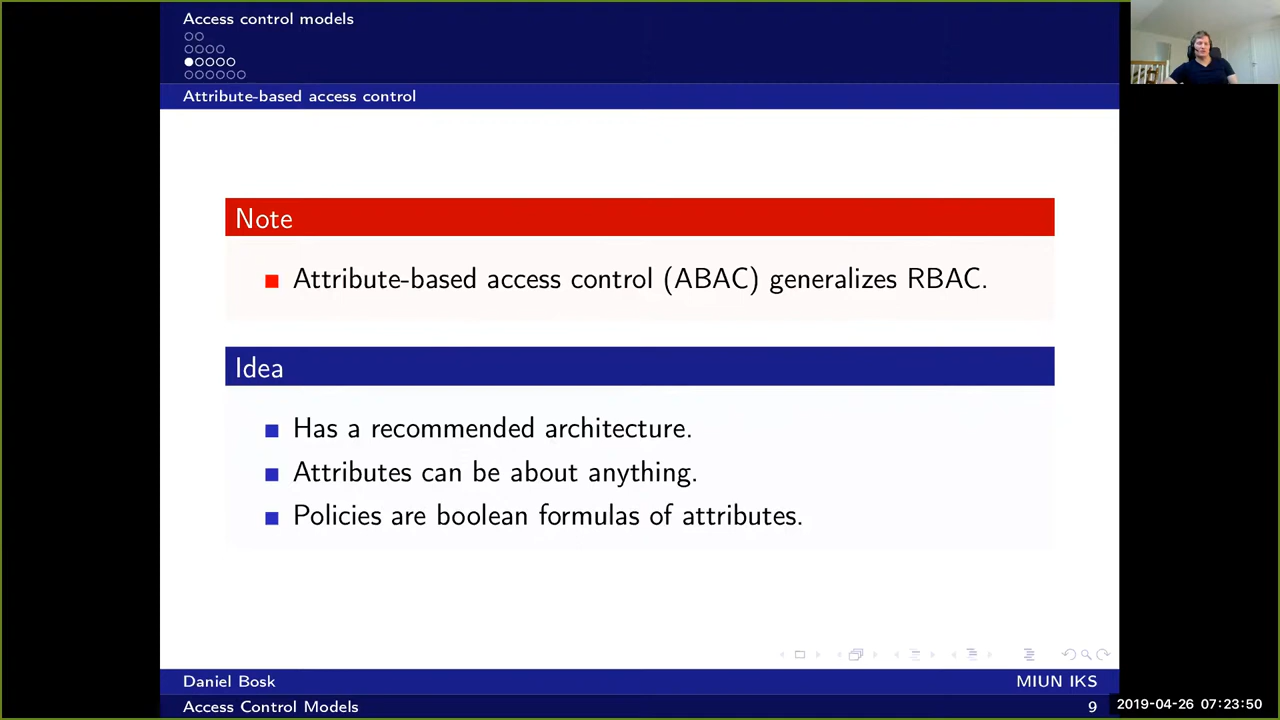 Access control models
Attribute-based access control
Note
Attribute-based access control (ABAC) generalizes RBAC.
Idea
Has a recommended architecture.
Attributes can be about anything.
Policies are boolean formulas of attributes.
Daniel Bosk
MIUN IKS
Access Control Models
9
2019-04-26 07:23:50